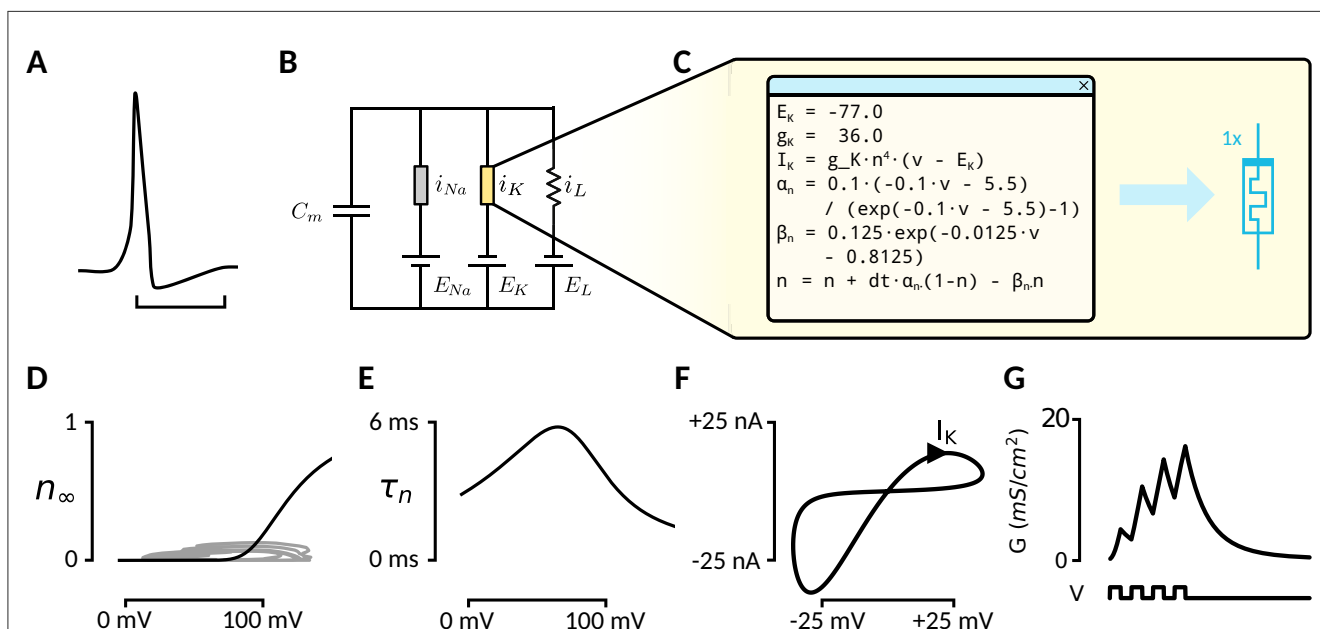 A
B
C
×
E_K = -77.0
g_K = 36.0
I_K = g_K·n⁴·(v - E_K)
α_n = 0.1·(-0.1·v - 5.5)
/ (exp(-0.1·v - 5.5)-1)
β_n = 0.125·exp(-0.0125·v
- 0.8125)
n = n + dt·α_n·(1-n) - β_n·n
1x
C_m
i_Na
i_K
i_L
E_Na
E_K
E_L
D
1
n_∞
0
0 mV
100 mV
E
6 ms
τ_n
0 ms
0 mV
100 mV
F
+25 nA
I_K
-25 nA
-25 mV
+25 mV
G
20
G (mS/cm²)
0
V